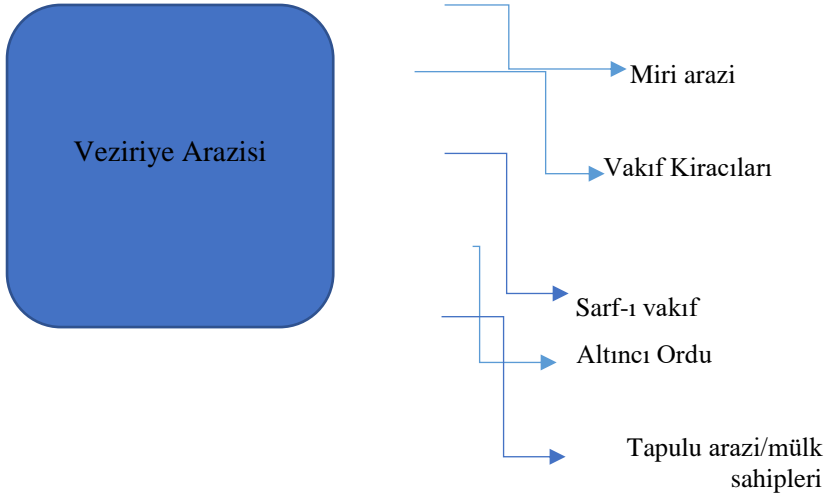 Veziriye Arazisi
Miri arazi
Vakıf Kiracıları
Sarf-ı vakıf
Altıncı Ordu
Tapulu arazi/mülk
sahipleri